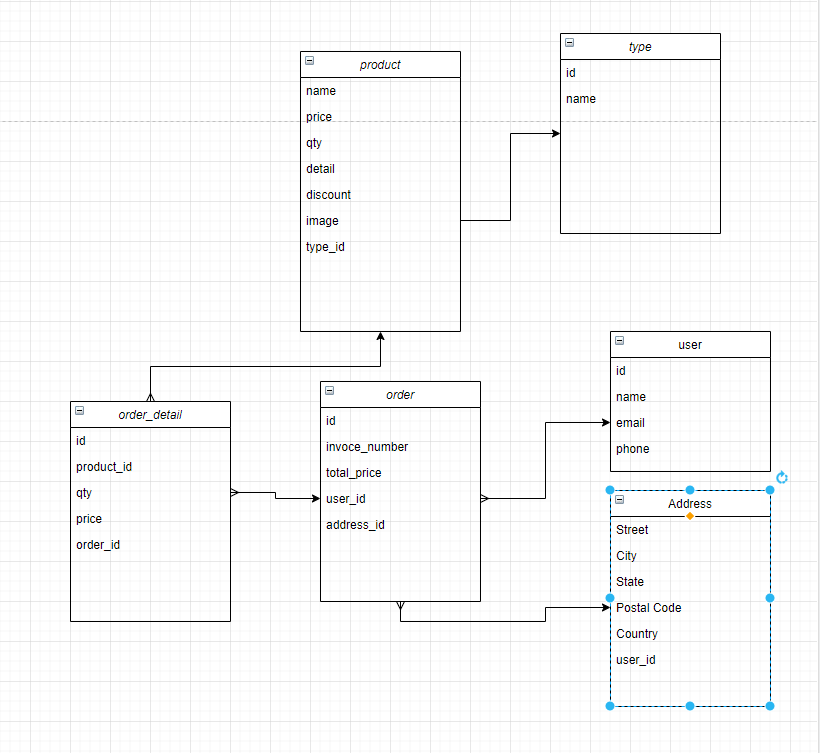 product
name
price
qty
detail
discount
image
type_id
type
id
name
order_detail
id
product_id
qty
price
order_id
order
id
invoce_number
total_price
user_id
address_id
user
id
name
email
phone
Address
Street
City
State
Postal Code
Country
user_id